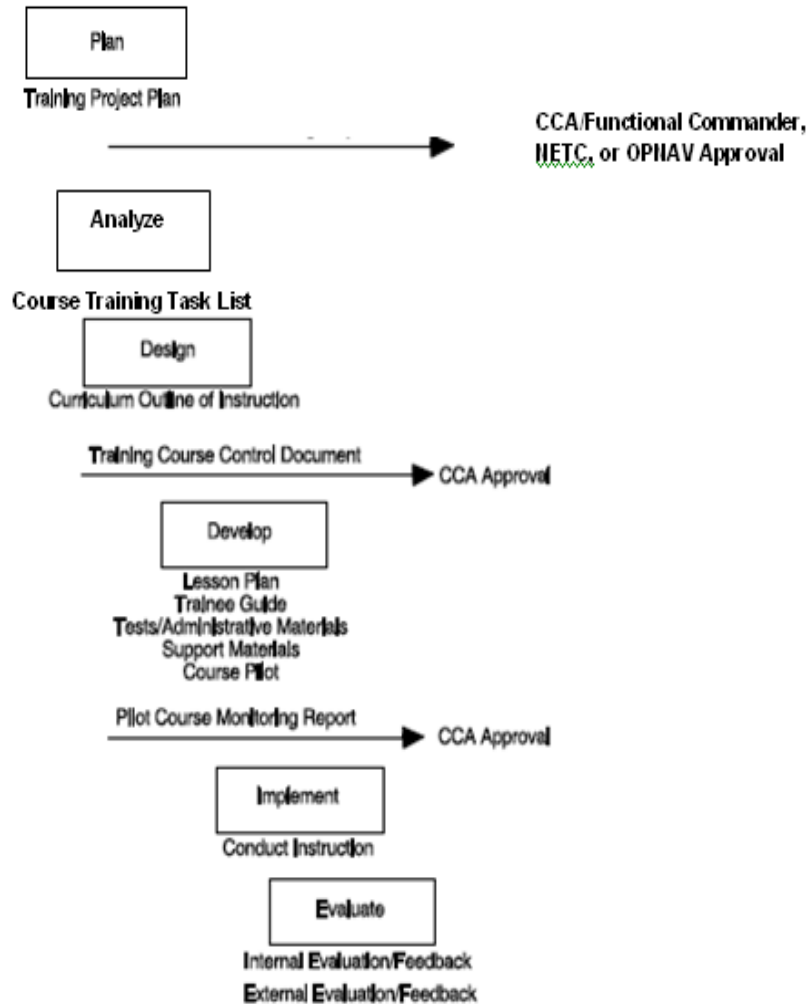 Plan
Training Project Plan
CCA/Functional Commander,
NETC, or OPNAV Approval
Analyze
Course Training Task List
Design
Curriculum Outline of Instruction
Training Course Control Document
CCA Approval
Develop
Lesson Plan
Trainee Guide
Tests/Administrative Materials
Support Materials
Course Pilot
Pilot Course Monitoring Report
CCA Approval
Implement
Conduct Instruction
Evaluate
Internal Evaluation/Feedback
External Evaluation/Feedback